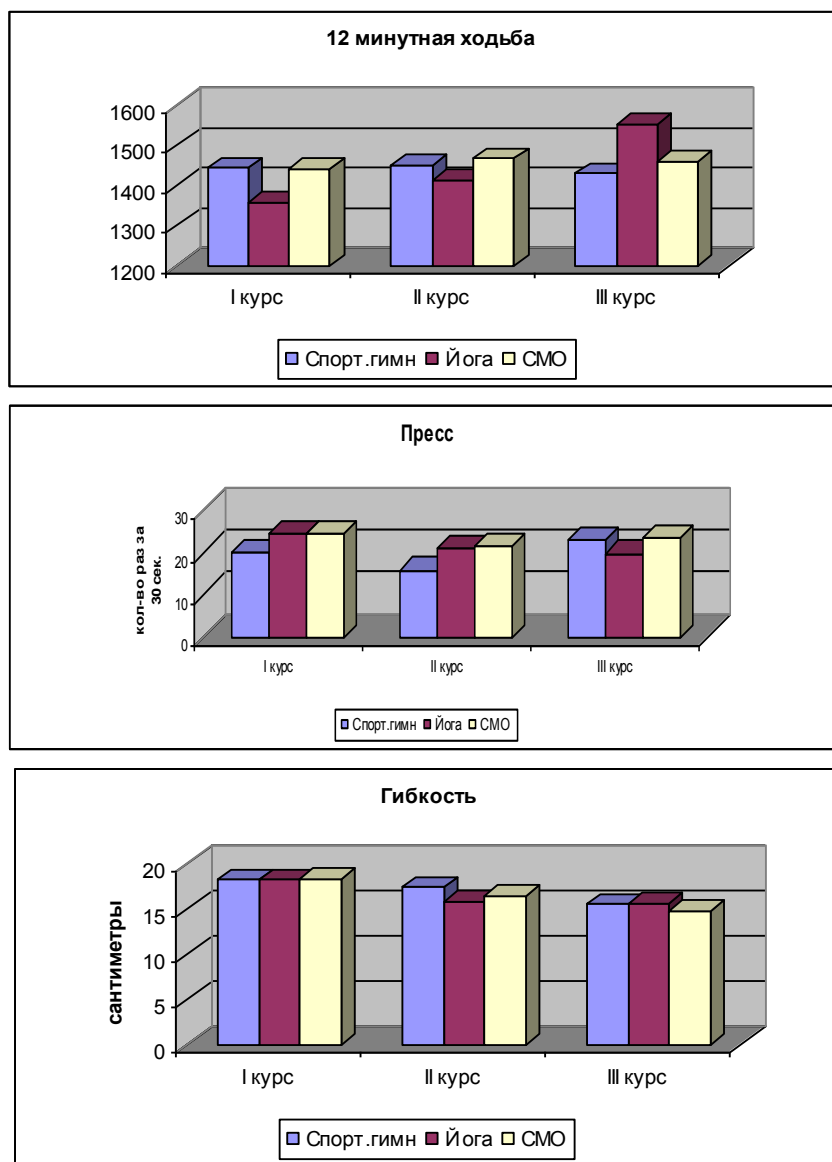 12 минутная ходьба
1600
1500
1400
1300
1200
I курс II курс III курс
Спорт.гимн Йога СМО
Пресс
кол-во раз за
30 сек.
30
20
10
0
I курс II курс III курс
Спорт.гимн Йога СМО
Гибкость
сантиметры
20
15
10
5
0
I курс II курс III курс
Спорт.гимн Йога СМО